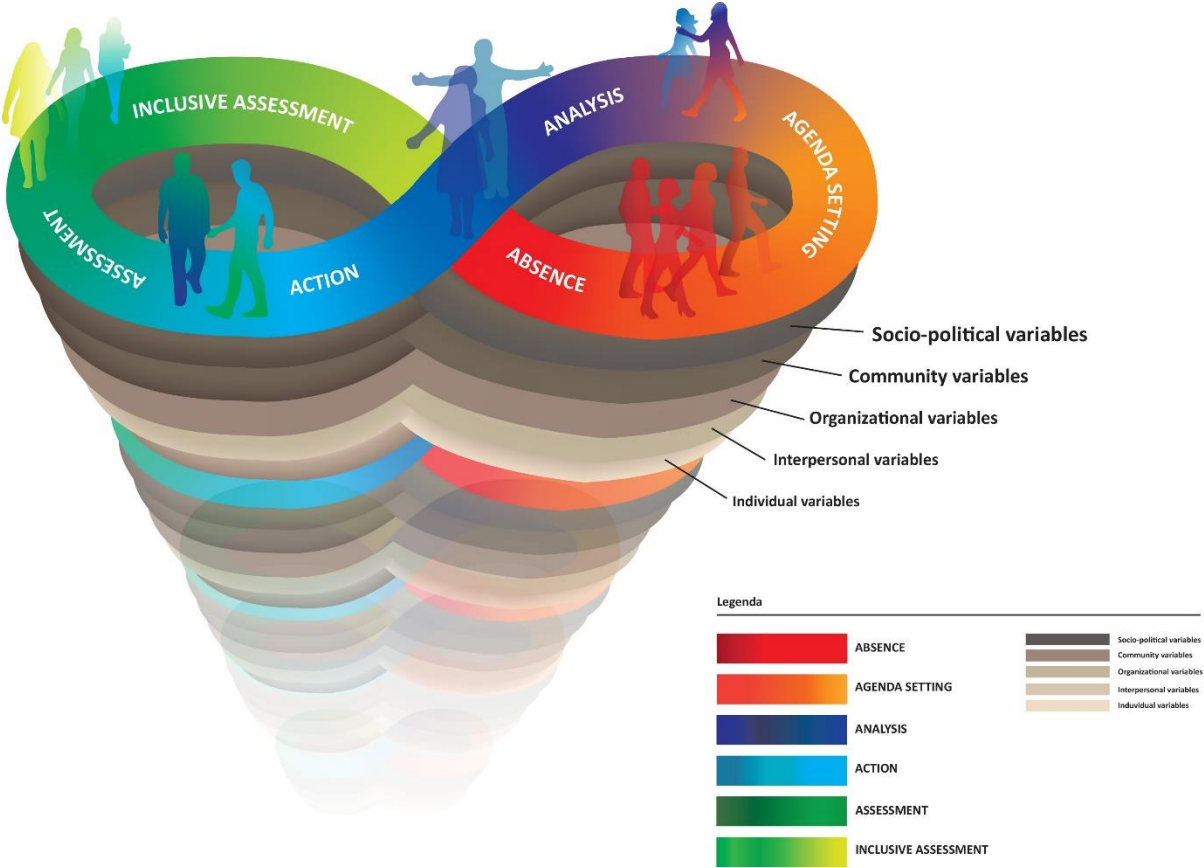 INCLUSIVE ASSESSMENT
ANALYSIS
AGENDA SETTING
ASSESSMENT
ACTION
ABSENCE
Socio-political variables
Community variables
Organizational variables
Interpersonal variables
Individual variables
Legenda
ABSENCE
AGENDA SETTING
ANALYSIS
ACTION
ASSESSMENT
INCLUSIVE ASSESSMENT
Socio-political variables
Community variables
Organizational variables
Interpersonal variables
Induvidual variables